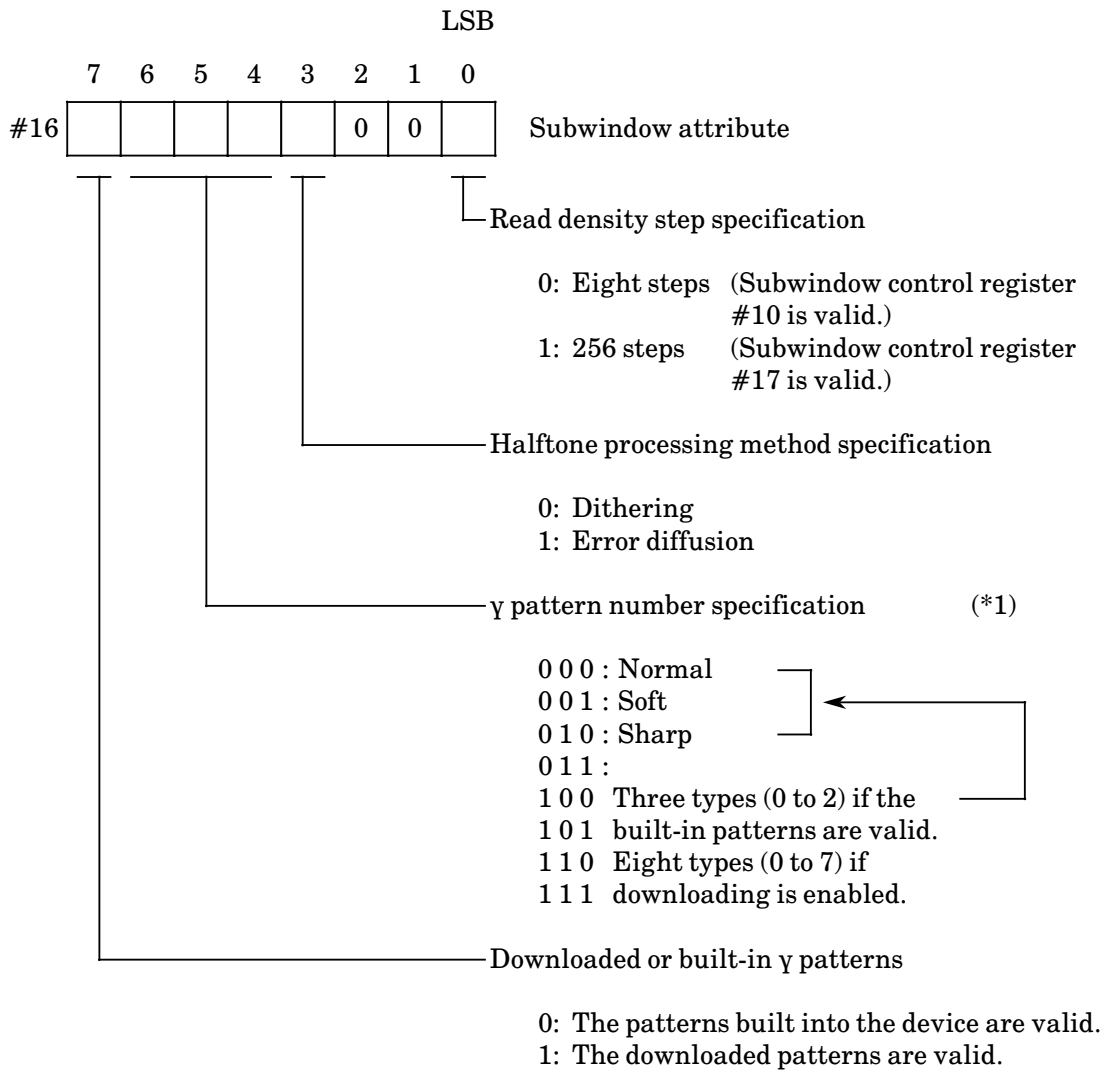 LSB
7 6 5 4 3 2 1 0
#16 0 0 Subwindow attribute
Read density step specification
0: Eight steps (Subwindow control register
#10 is valid.)
1: 256 steps (Subwindow control register
#17 is valid.)
Halftone processing method specification
0: Dithering
1: Error diffusion
γ pattern number specification (*1)
0 0 0 : Normal
0 0 1 : Soft
0 1 0 : Sharp
0 1 1 :
1 0 0 Three types (0 to 2) if the
1 0 1 built-in patterns are valid.
1 1 0 Eight types (0 to 7) if
1 1 1 downloading is enabled.
Downloaded or built-in γ patterns
0: The patterns built into the device are valid.
1: The downloaded patterns are valid.